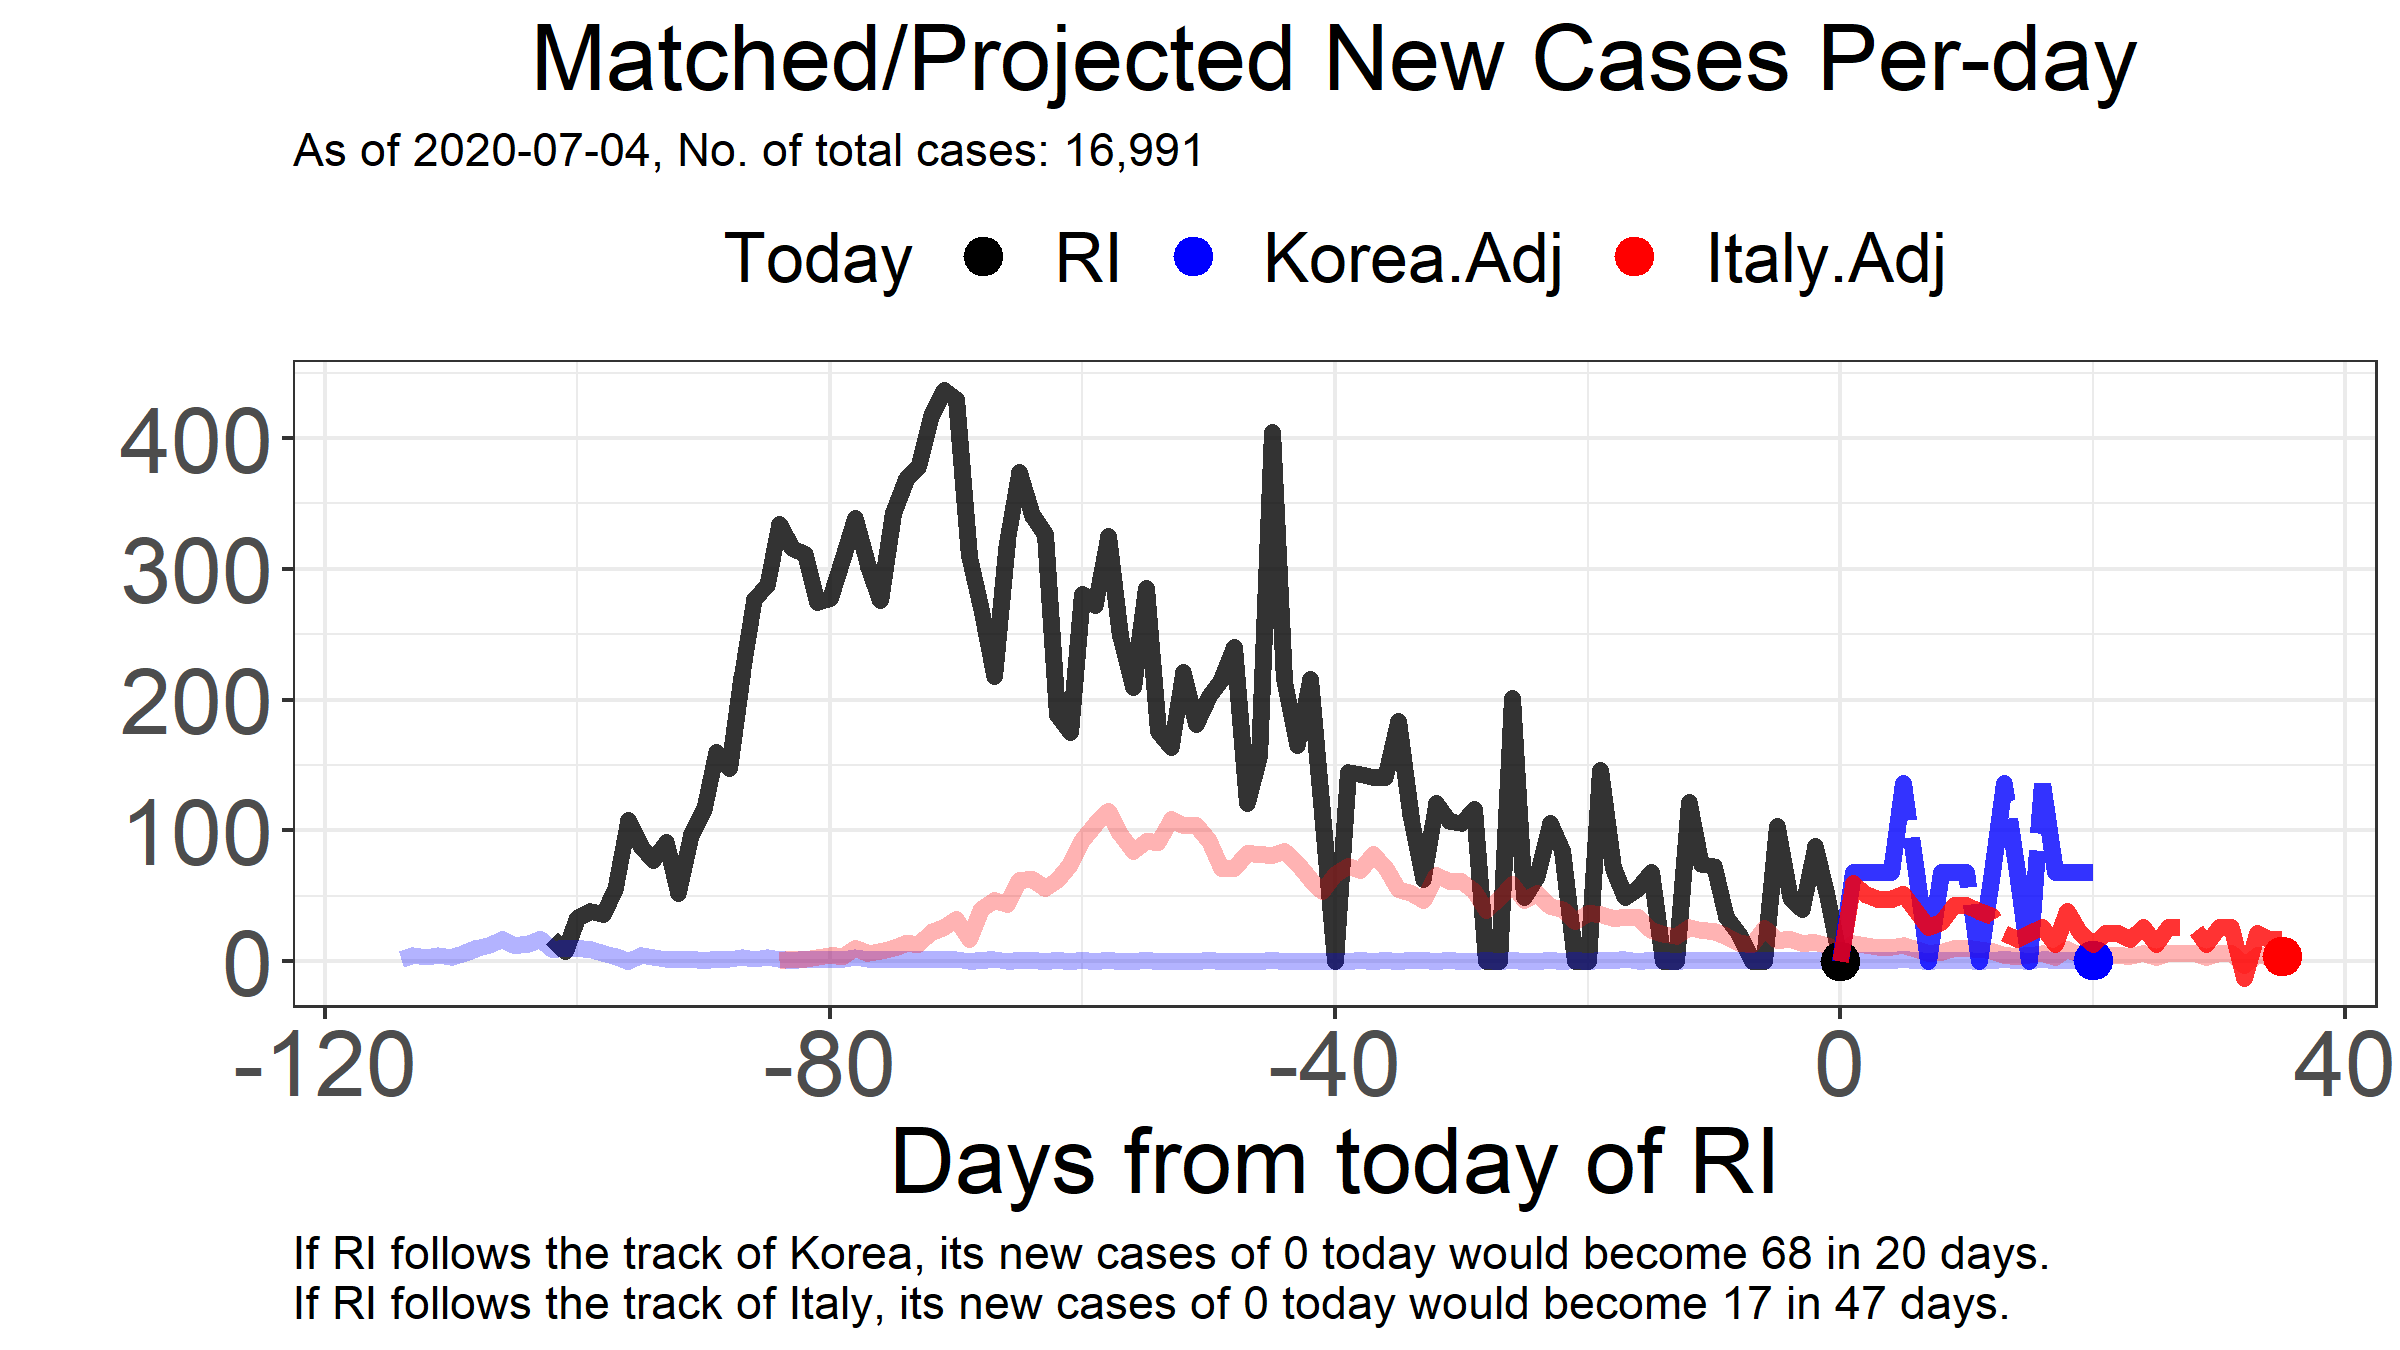 Matched/Projected New Cases Per-day
As of 2020-07-04, No. of total cases: 16,991
Today RI Korea.Adj Italy.Adj
400
300
200
100
0
-120 -80 -40 0 40
Days from today of RI
If RI follows the track of Korea, its new cases of 0 today would become 68 in 20 days.
If RI follows the track of Italy, its new cases of 0 today would become 17 in 47 days.